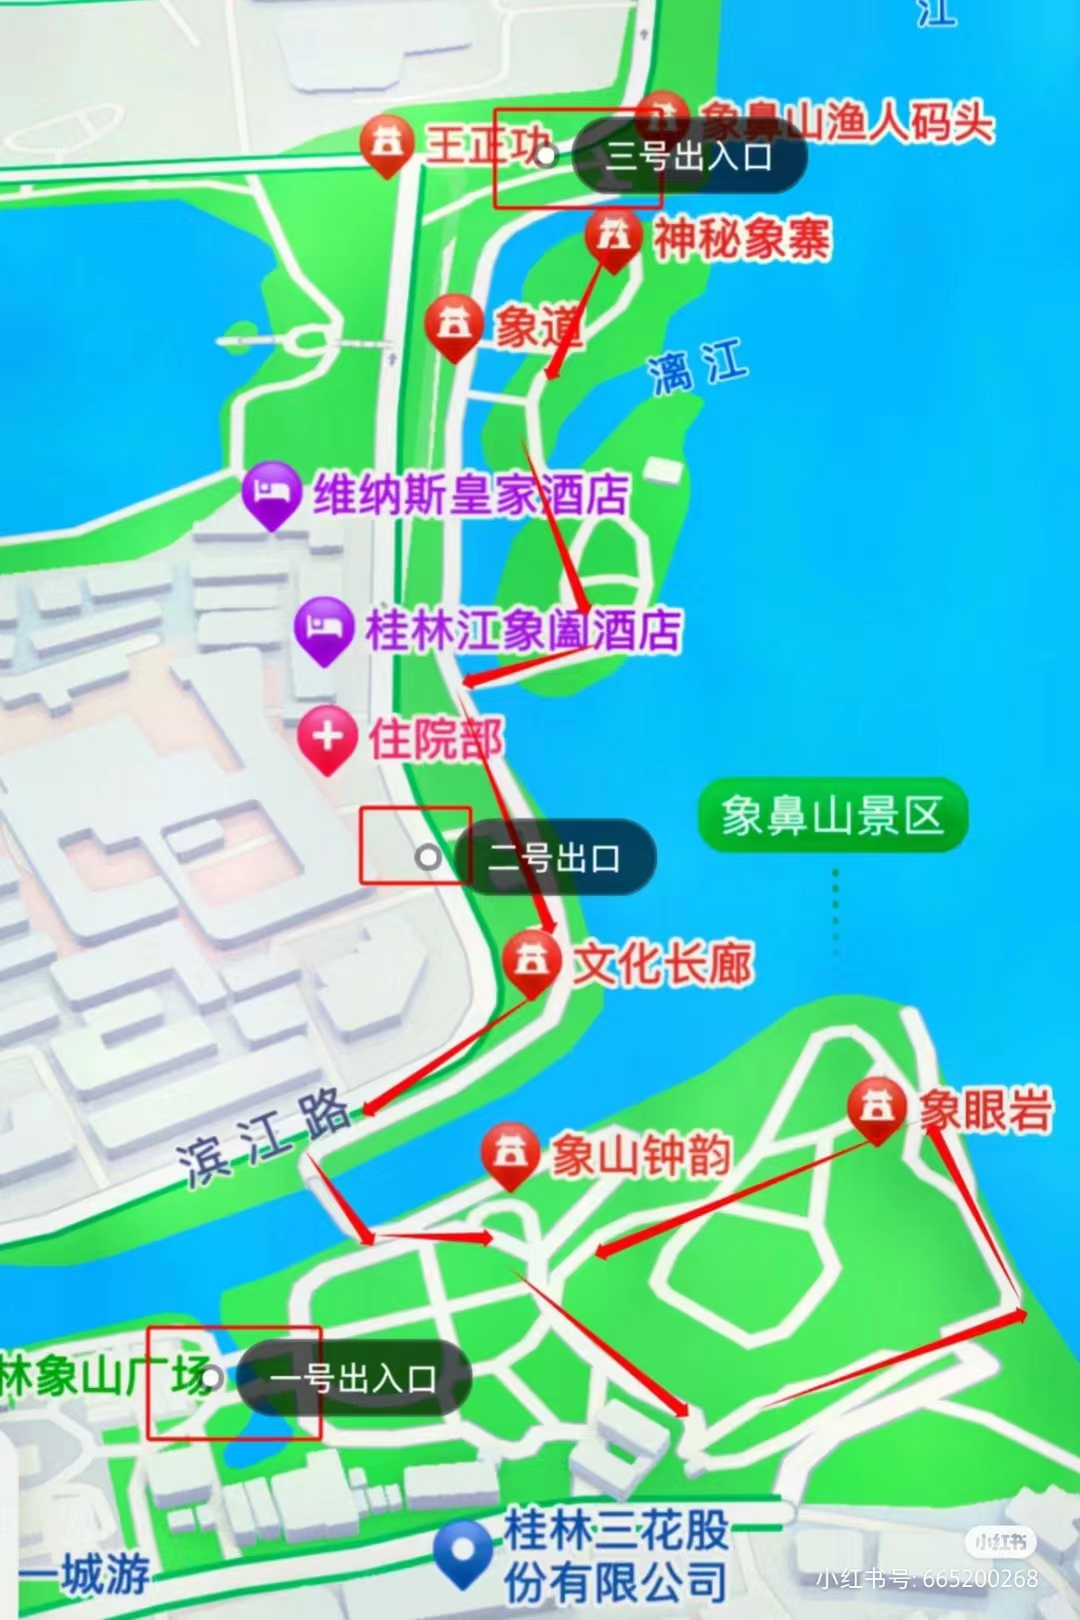 江
象鼻山渔人码头
王正功
三号出入口
神秘象寨
象道
漓江
维纳斯皇家酒店
桂林江象阖酒店
住院部
象鼻山景区
二号出口
文化长廊
滨江路
象眼岩
象山钟韵
林象山广场
一号出入口
桂林三花股
份有限公司
一城游
小红书
小红书号: 665200268